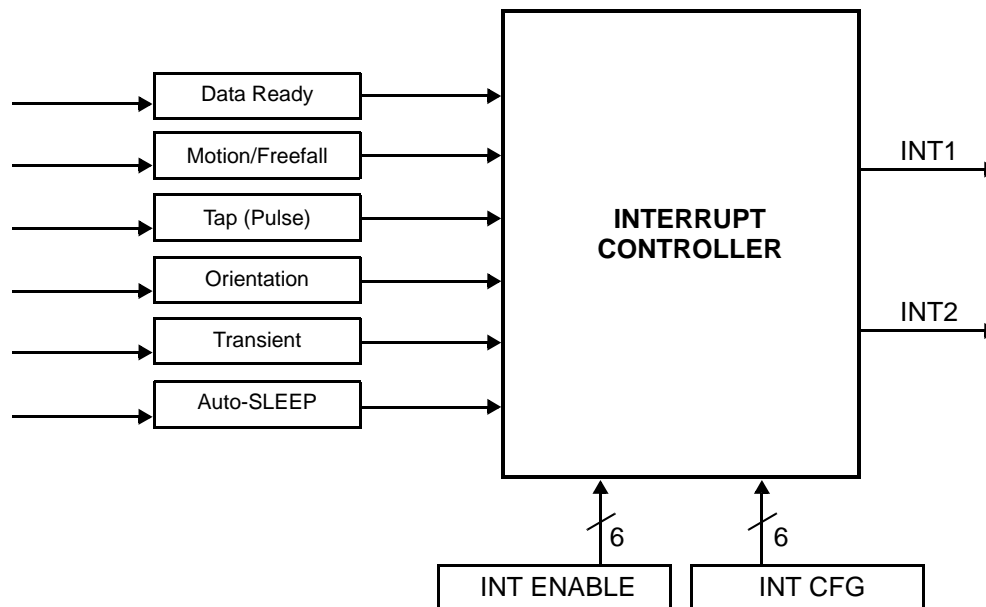 Data Ready
Motion/Freefall
Tap (Pulse)
Orientation
Transient
Auto-SLEEP
INTERRUPT
CONTROLLER
INT1
INT2
6
6
INT ENABLE
INT CFG